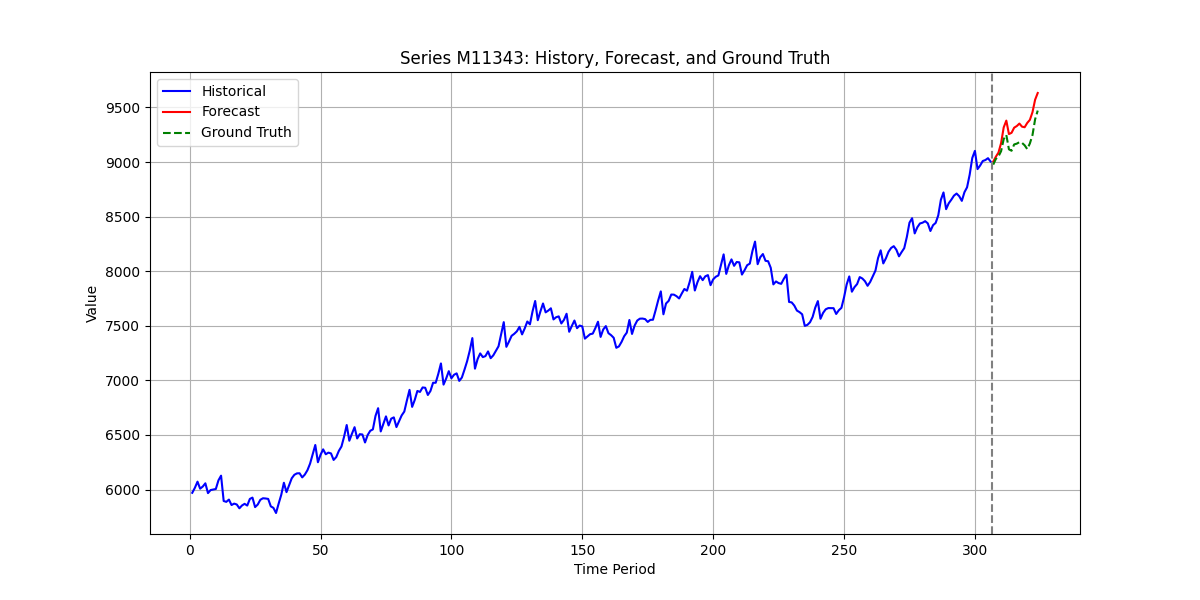 Series M11343: History, Forecast, and Ground Truth
Historical
Forecast
Ground Truth
9500
9000
8500
8000
7500
7000
6500
6000
Value
0 50 100 150 200 250 300
Time Period